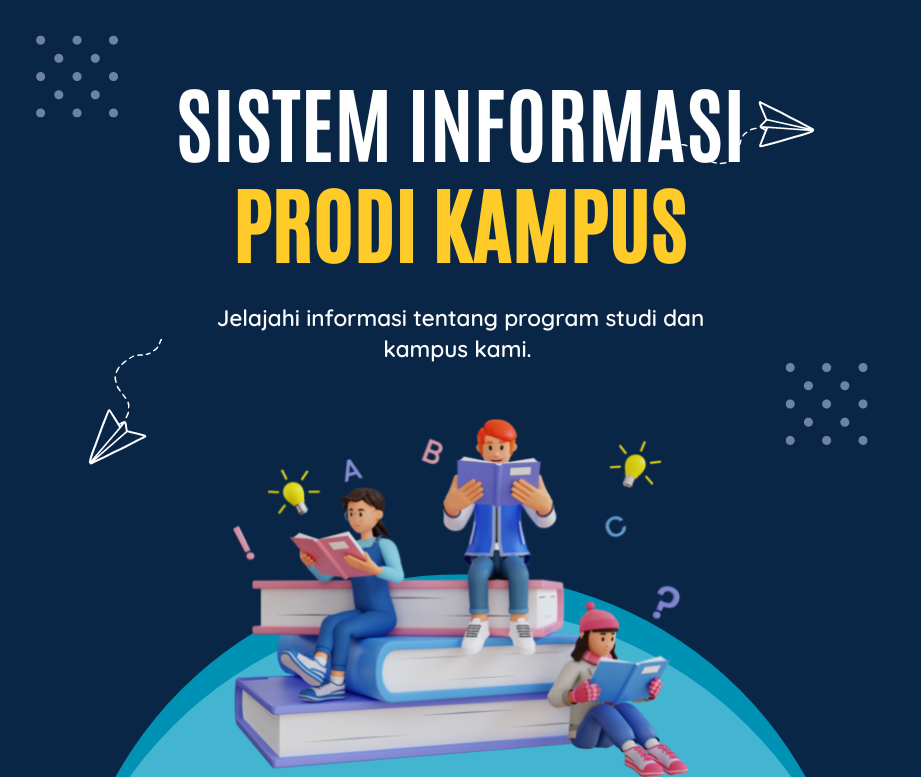 SISTEM INFORMASI
PRODI KAMPUS
Jelajahi informasi tentang program studi dan
kampus kami.
A
B
!
C
?